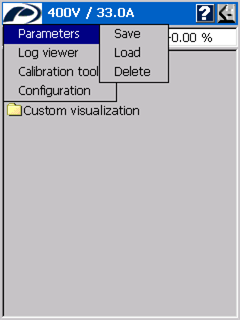 400V / 33.0A ?
Parameters Save -0.00 %
Log viewer Load
Calibration tool Delete
Configuration
Custom visualization